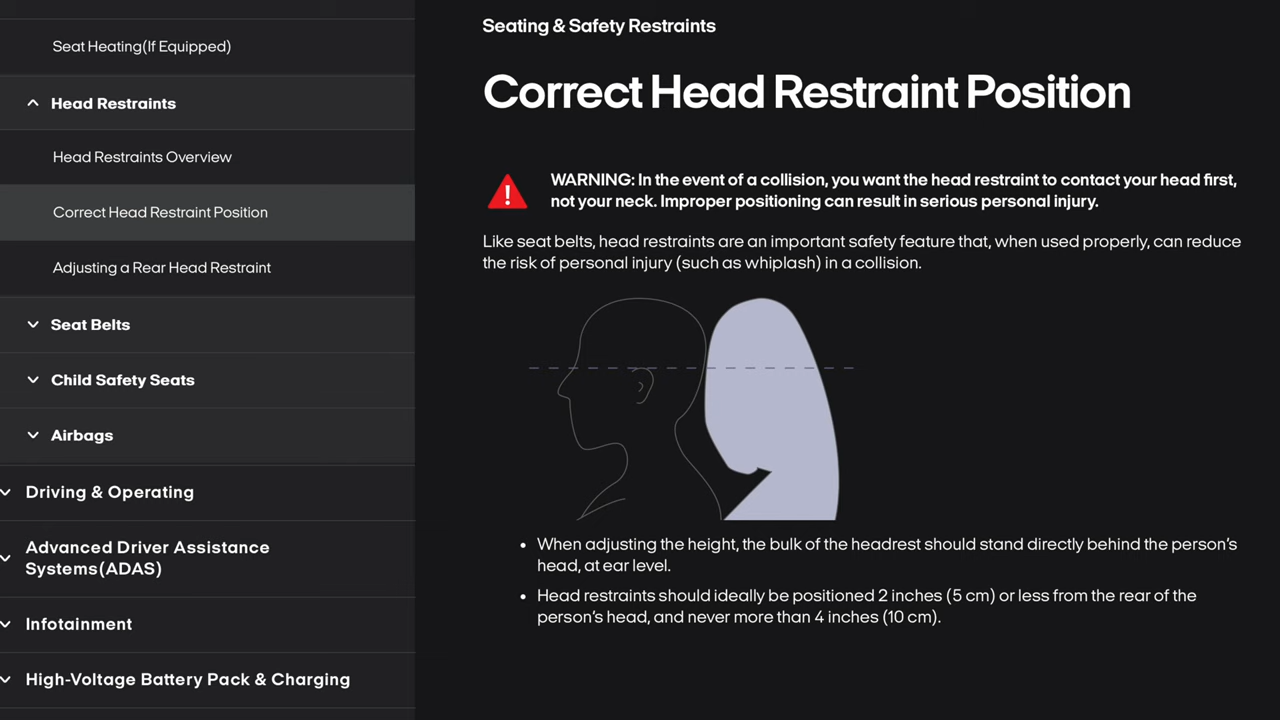 Seat Heating(If Equipped)
Head Restraints
Head Restraints Overview
Correct Head Restraint Position
Adjusting a Rear Head Restraint
Seat Belts
Child Safety Seats
Airbags
Driving & Operating
Advanced Driver Assistance
Systems(ADAS)
Infotainment
High-Voltage Battery Pack & Charging
Seating & Safety Restraints
Correct Head Restraint Position
WARNING: In the event of a collision, you want the head restraint to contact your head first,
not your neck. Improper positioning can result in serious personal injury.
Like seat belts, head restraints are an important safety feature that, when used properly, can reduce
the risk of personal injury (such as whiplash) in a collision.
• When adjusting the height, the bulk of the headrest should stand directly behind the person's
head, at ear level.
• Head restraints should ideally be positioned 2 inches (5 cm) or less from the rear of the
person's head, and never more than 4 inches (10 cm).